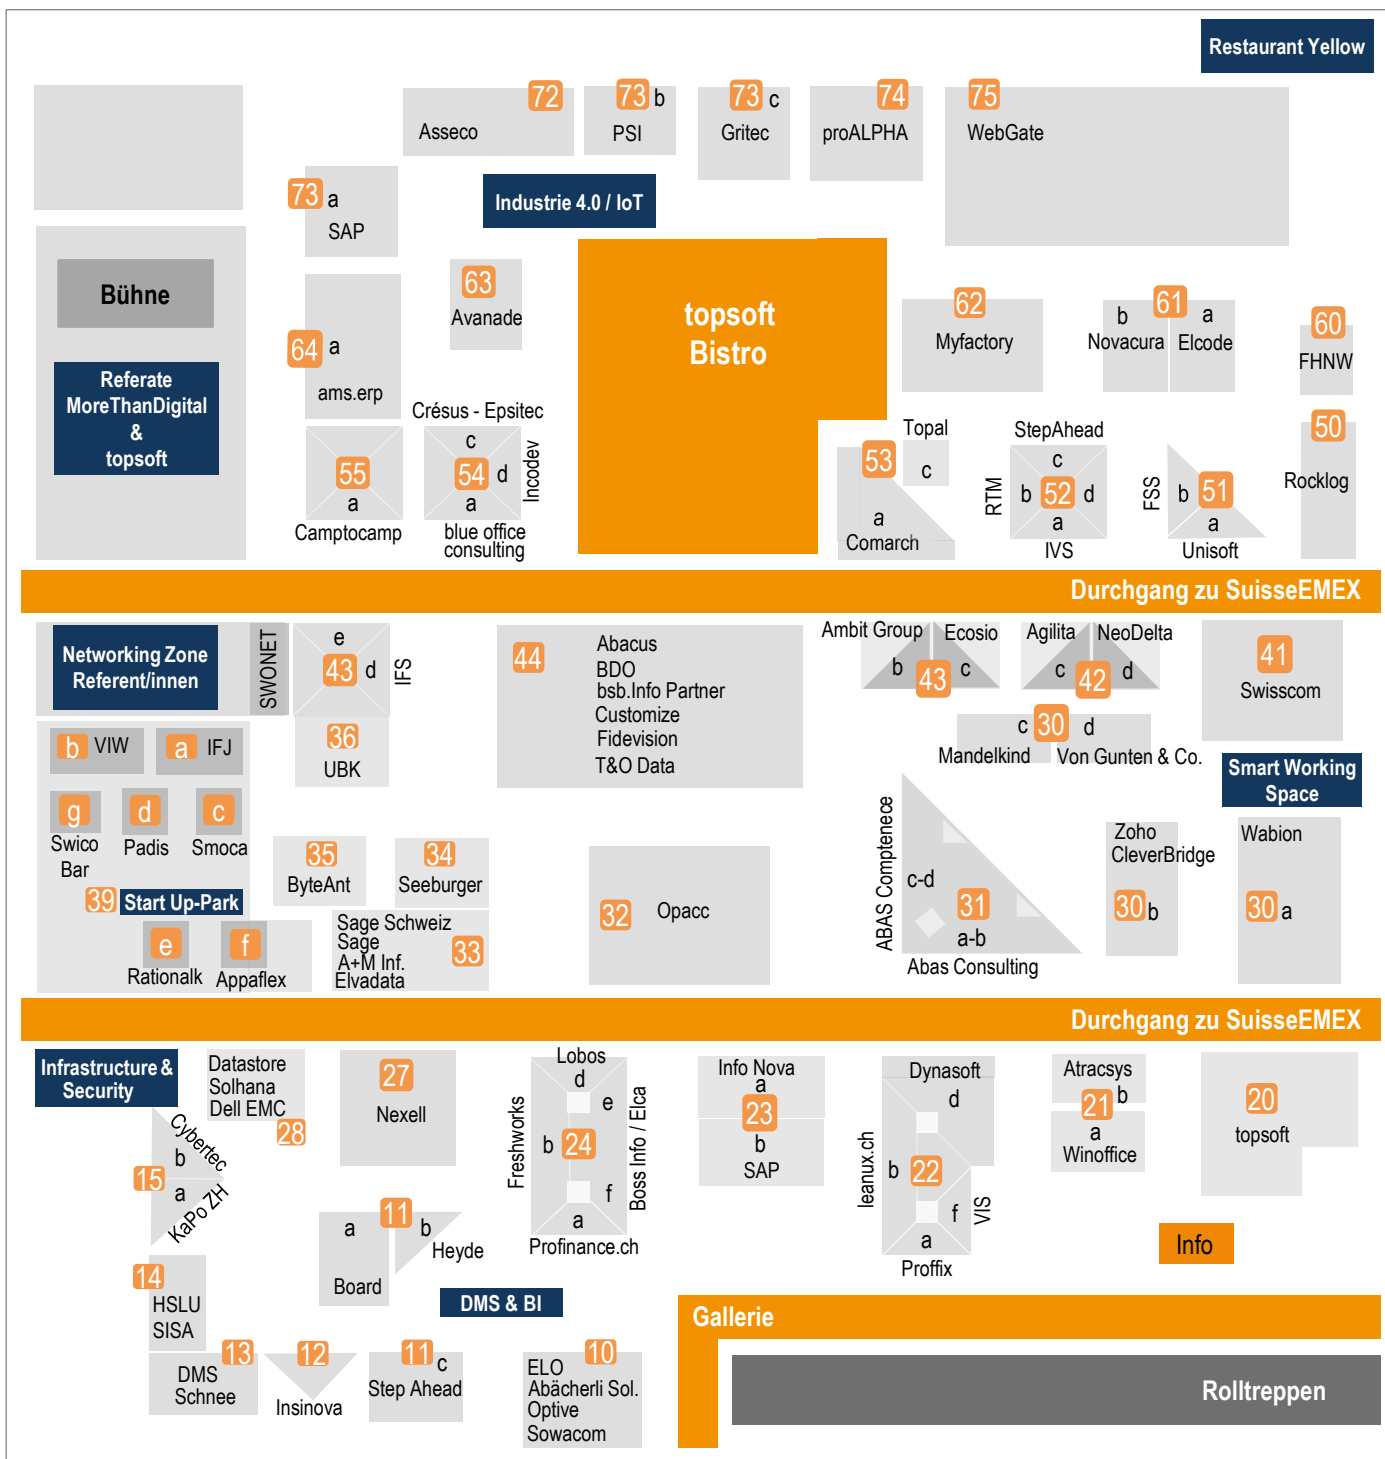 Restaurant Yellow
72
Asseco
73 b
PSI
73 c
Gritec
74
proALPHA
75
WebGate
73 a
SAP
Industrie 4.0 / IoT
Bühne
Referate
MoreThanDigital
&
topsoft
64 a
ams.erp
63
Avanade
topsoft
Bistro
62
Myfactory
61
b
a
Novacura
Elcode
60
FHNW
55
a
Camptocamp
Crésus - Epsitec
c
54 d
a
Incodev
blue office
consulting
53
a
Comarch
Topal
c
StepAhead
c
RTM
b 52 d
a
IVS
FSS
b 51
a
Unisoft
50
Rocklog
Durchgang zu SuisseEMEX
Networking Zone
Referent/innen
SWONET
e
43 d
IFS
36
UBK
44
Abacus
BDO
bsb.Info Partner
Customize
Fidevision
T&O Data
Ambit Group
Ecosio
b 43 c
Agilita
NeoDelta
c 42 d
41
Swisscom
c 30 d
Mandelkind
Von Gunten & Co.
Smart Working
Space
b VIW
a IFJ
g
Swico
Bar
d
Padis
c
Smoca
39 Start Up-Park
e
Rationalk
f
Appaflex
35
ByteAnt
34
Seeburger
Sage Schweiz
Sage
A+M Inf.
Elvadata
33
32 Opacc
ABAS Comptenece
c-d
31
a-b
Abas Consulting
Zoho
CleverBridge
30 b
Wabion
30 a
Durchgang zu SuisseEMEX
Infrastructure &
Security
Datastore
Solhana
Dell EMC
28
27
Nexell
Cybertec
b
15
a
KaPo ZH
Lobos
d
e
Freshworks
b 24
Boss Info / Elca
f
a
Profinance.ch
Info Nova
a
23
b
SAP
Dynasoft
d
leanux.ch
b 22
f
VIS
a
Proffix
Atracsys
21 b
a
Winoffice
20
topsoft
Info
14
HSLU
SISA
a 11 b
Heyde
Board
DMS & BI
13
DMS
Schnee
12
Insinova
11 c
Step Ahead
10
ELO
Abächerli Sol.
Optive
Sowacom
Gallerie
Rolltreppen